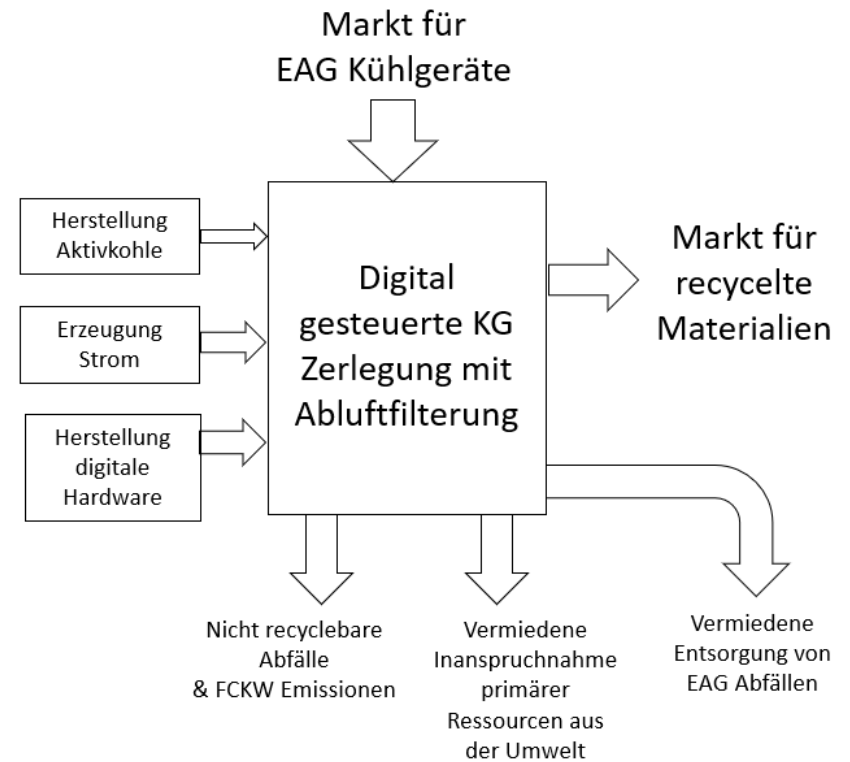 Markt für
EAG Kühlgeräte
Herstellung
Aktivkohle
Erzeugung
Strom
Herstellung
digitale
Hardware
Digital
gesteuerte KG
Zerlegung mit
Abluftfilterung
Markt für
recycelte
Materialien
Nicht recyclebare
Abfälle
& FCKW Emissionen
Vermiedene
Inanspruchnahme
primärer
Ressourcen aus
der Umwelt
Vermiedene
Entsorgung von
EAG Abfällen